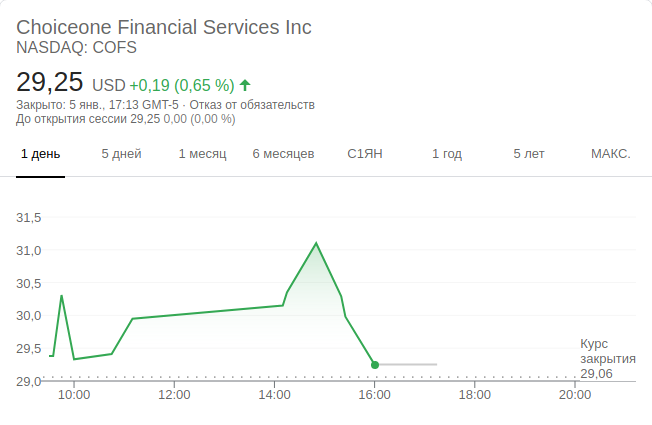 Choiceone Financial Services Inc
NASDAQ: COFS
29,25 USD +0,19 (0,65 %)
Закрыто: 5 янв., 17:13 GMT-5 · Отказ от обязательств
До открытия сессии 29,25 0,00 (0,00 %)
1 день 5 дней 1 месяц 6 месяцев С1ЯН 1 год 5 лет МАКС.
31,5
31,0
30,5
30,0
29,5
29,0
Курс
закрытия
29,06
10:00 12:00 14:00 16:00 18:00 20:00